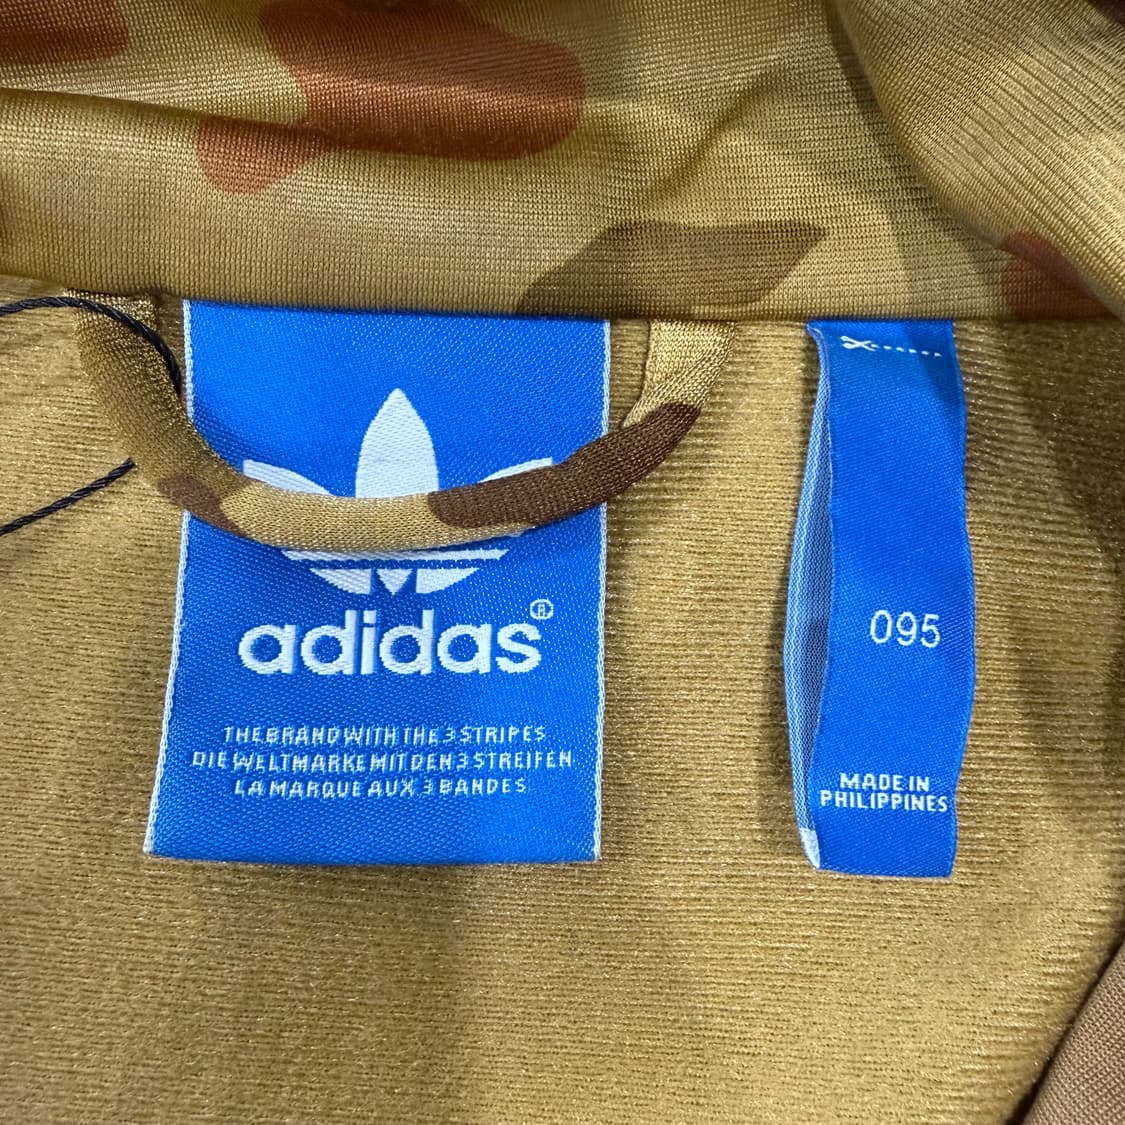 adidas®
THE BRAND WITH THE 3 STRIPES
DIE WELTMARKE MIT DEN 3 STREIFEN
LA MARQUE AUX 3 BANDES
095
MADE IN
PHILIPPINES